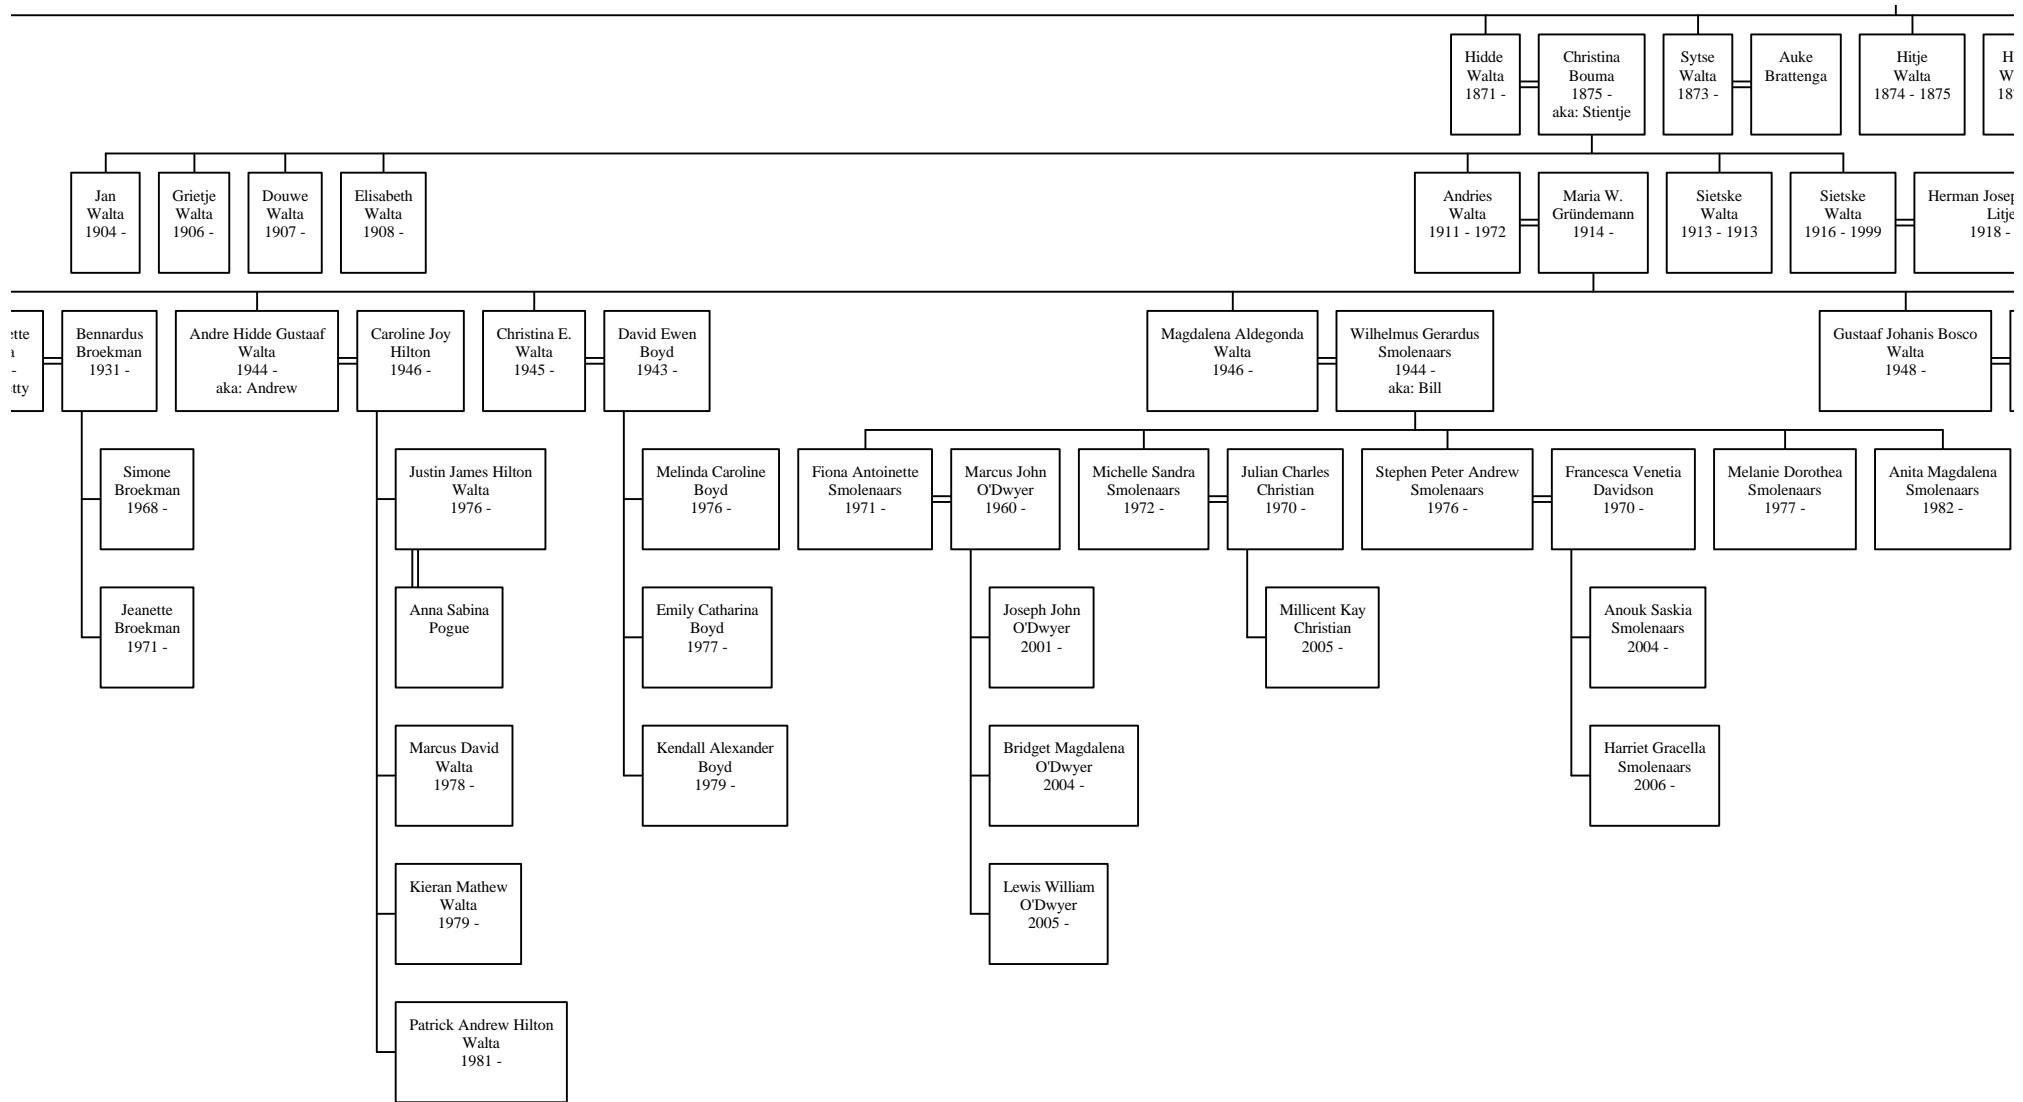 Hidde
Walta
1871 -
Christina
Bouma
1875 -
aka: Stientje
Sytse
Walta
1873 -
Auke
Brattenga
Hitje
Walta
1874 - 1875
Jan
Walta
1904 -
Grietje
Walta
1906 -
Douwe
Walta
1907 -
Elisabeth
Walta
1908 -
Andries
Walta
1911 - 1972
Maria W.
Gründemann
1914 -
Sietske
Walta
1913 - 1913
Sietske
Walta
1916 - 1999
Herman
1918 -
Bennardus
Broekman
1931 -
Andre Hidde Gustaaf
Walta
1944 -
aka: Andrew
Caroline Joy
Hilton
1946 -
Christina E.
Walta
1945 -
David Ewen
Boyd
1943 -
Magdalena Aldegonda
Walta
1946 -
Wilhelmus Gerardus
Smolenaars
1944 -
aka: Bill
Gustaaf Johanis Bosco
Walta
1948 -
Simone
Broekman
1968 -
Justin James Hilton
Walta
1976 -
Melinda Caroline
Boyd
1976 -
Fiona Antoinette
Smolenaars
1971 -
Marcus John
O'Dwyer
1960 -
Michelle Sandra
Smolenaars
1972 -
Julian Charles
Christian
1970 -
Stephen Peter Andrew
Smolenaars
1976 -
Francesca Venetia
Davidson
1970 -
Melanie Dorothea
Smolenaars
1977 -
Anita Magdalena
Smolenaars
1982 -
Jeanette
Broekman
1971 -
Anna Sabina
Pogue
Emily Catharina
Boyd
1977 -
Joseph John
O'Dwyer
2001 -
Millicent Kay
Christian
2005 -
Anouk Saskia
Smolenaars
2004 -
Marcus David
Walta
1978 -
Kendall Alexander
Boyd
1979 -
Bridget Magdalena
O'Dwyer
2004 -
Harriet Gracella
Smolenaars
2006 -
Kieran Mathew
Walta
1979 -
Lewis William
O'Dwyer
2005 -
Patrick Andrew Hilton
Walta
1981 -